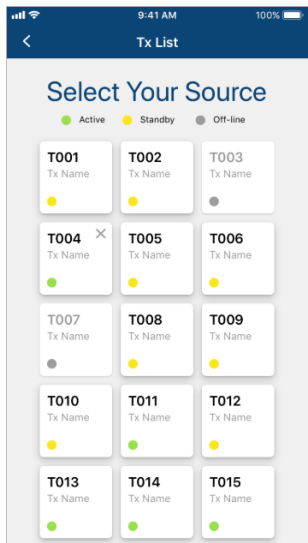 9:41 AM 100%
Tx List
Select Your Source
Active Standby Off-line
T001 T002 T003
Tx Name Tx Name Tx Name
T004 T005 T006
Tx Name Tx Name Tx Name
T007 T008 T009
Tx Name Tx Name Tx Name
T010 T011 T012
Tx Name Tx Name Tx Name
T013 T014 T015
Tx Name Tx Name Tx Name